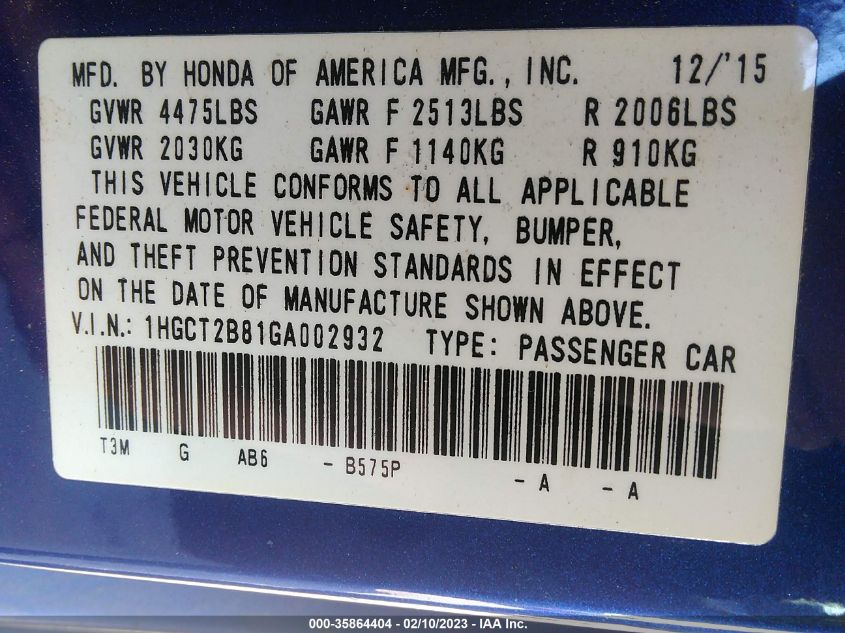 MFD. BY HONDA OF AMERICA MFG., INC. 12/'15
GVWR 4475LBS GAWR F 2513LBS R 2006LBS
GVWR 2030KG GAWR F 1140KG R 910KG
THIS VEHICLE CONFORMS TO ALL APPLICABLE
FEDERAL MOTOR VEHICLE SAFETY, BUMPER,
AND THEFT PREVENTION STANDARDS IN EFFECT
ON THE DATE OF MANUFACTURE SHOWN ABOVE.
V.I.N.: 1HGCT2B81GA002932 TYPE: PASSENGER CAR
T3M G AB6 - B575P - A - A
000-35864404 - 02/10/2023 - IAA Inc.